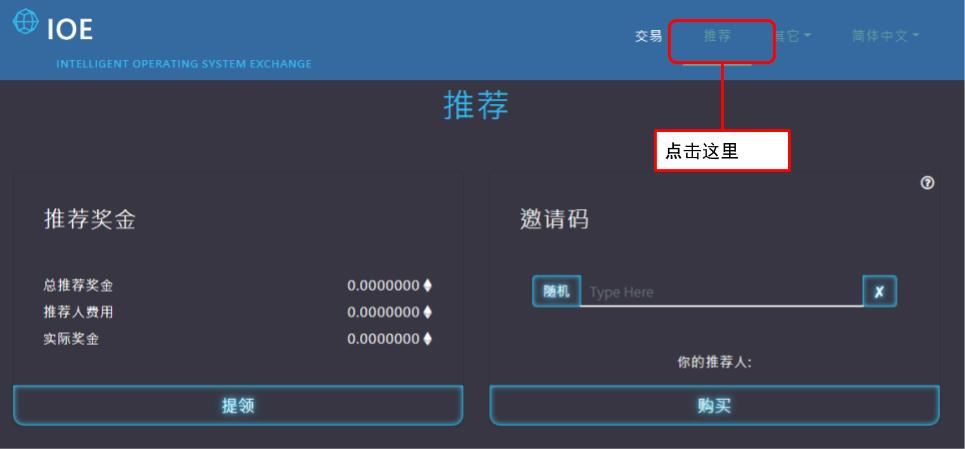 IOE
INTELLIGENT OPERATING SYSTEM EXCHANGE
交易 推荐 其它 简体中文
推荐
点击这里
推荐奖金
总推荐奖金 0.0000000
推荐人费用 0.0000000
实际奖金 0.0000000
提领
邀请码
随机 Type Here ✗
你的推荐人:
购买